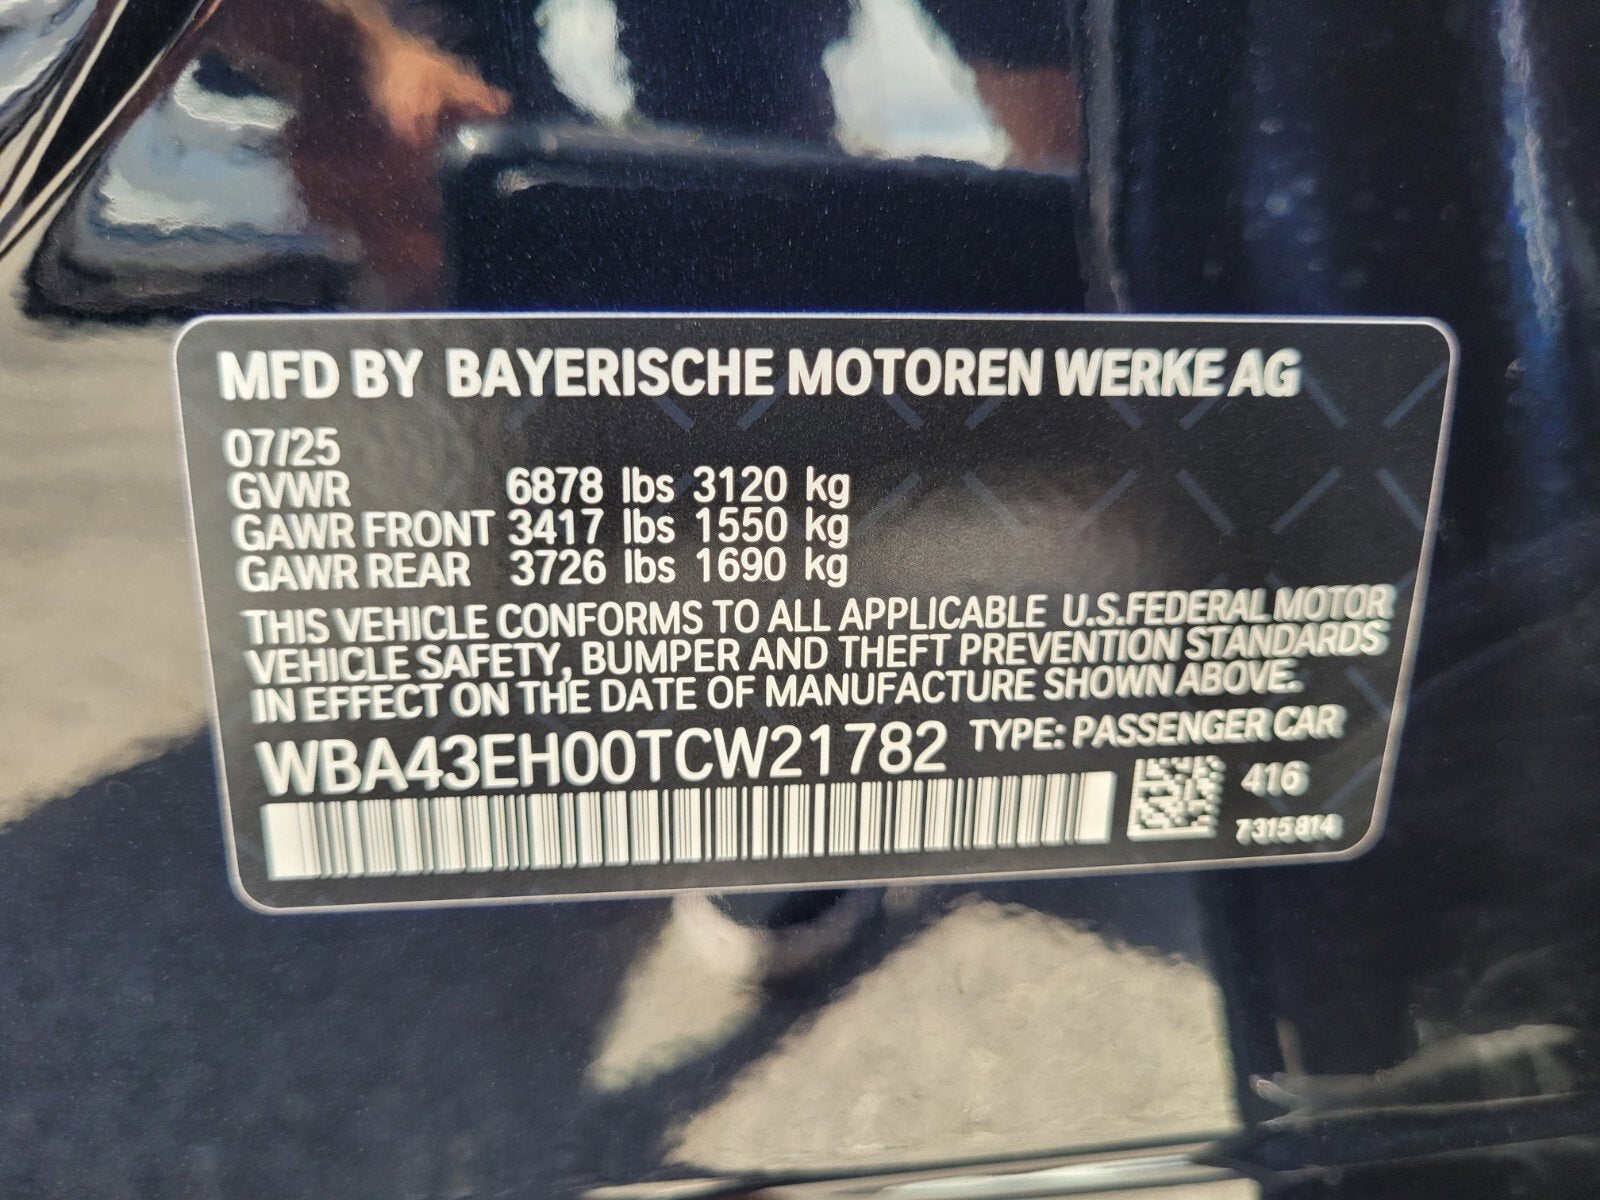 MFD BY BAYERISCHE MOTOREN WERKE AG
07/25
GVWR 6878 lbs 3120 kg
GAWR FRONT 3417 lbs 1550 kg
GAWR REAR 3726 lbs 1690 kg
THIS VEHICLE CONFORMS TO ALL APPLICABLE U.S.FEDERAL MOTOR
VEHICLE SAFETY, BUMPER AND THEFT PREVENTION STANDARDS
IN EFFECT ON THE DATE OF MANUFACTURE SHOWN ABOVE.
WBA43EH00TCW21782 TYPE: PASSENGER CAR
416
7315814